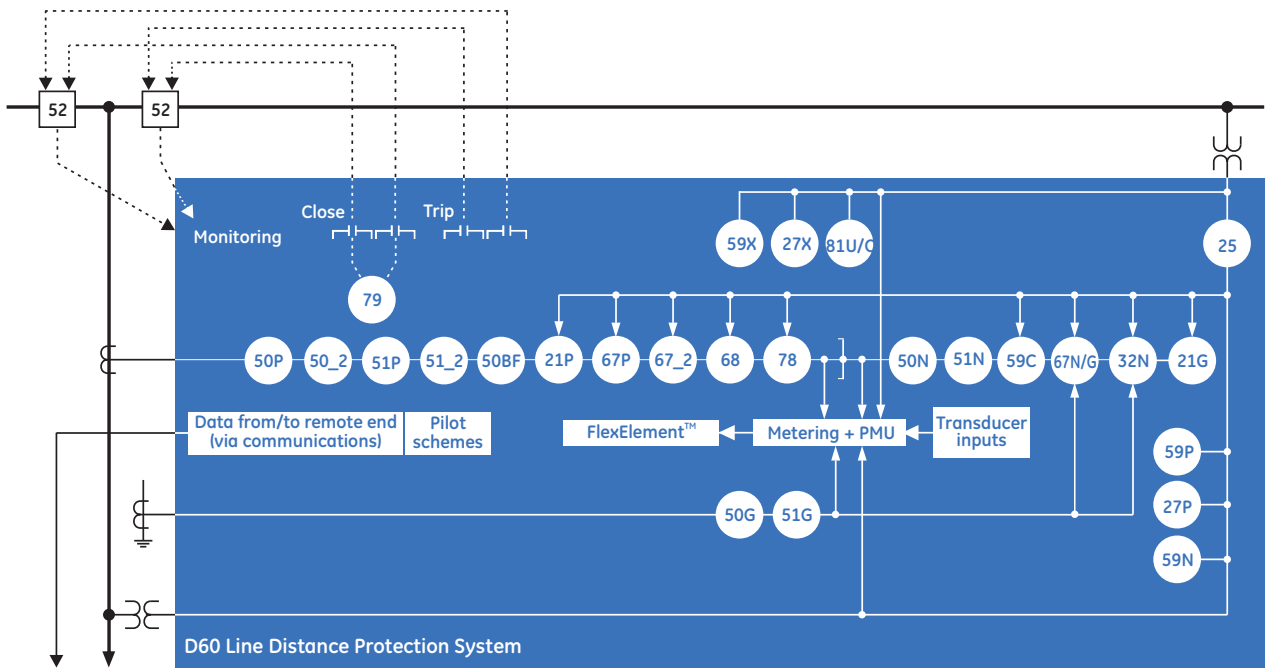 52
52
Close
Trip
Monitoring
59X
27X
81U/O
25
79
50P
50_2
51P
51_2
50BF
21P
67P
67_2
68
78
50N
51N
59C
67N/G
32N
21G
Data from/to remote end
(via communications)
Pilot
schemes
FlexElement™
Metering + PMU
Transducer
inputs
59P
27P
59N
50G
51G
D60 Line Distance Protection System